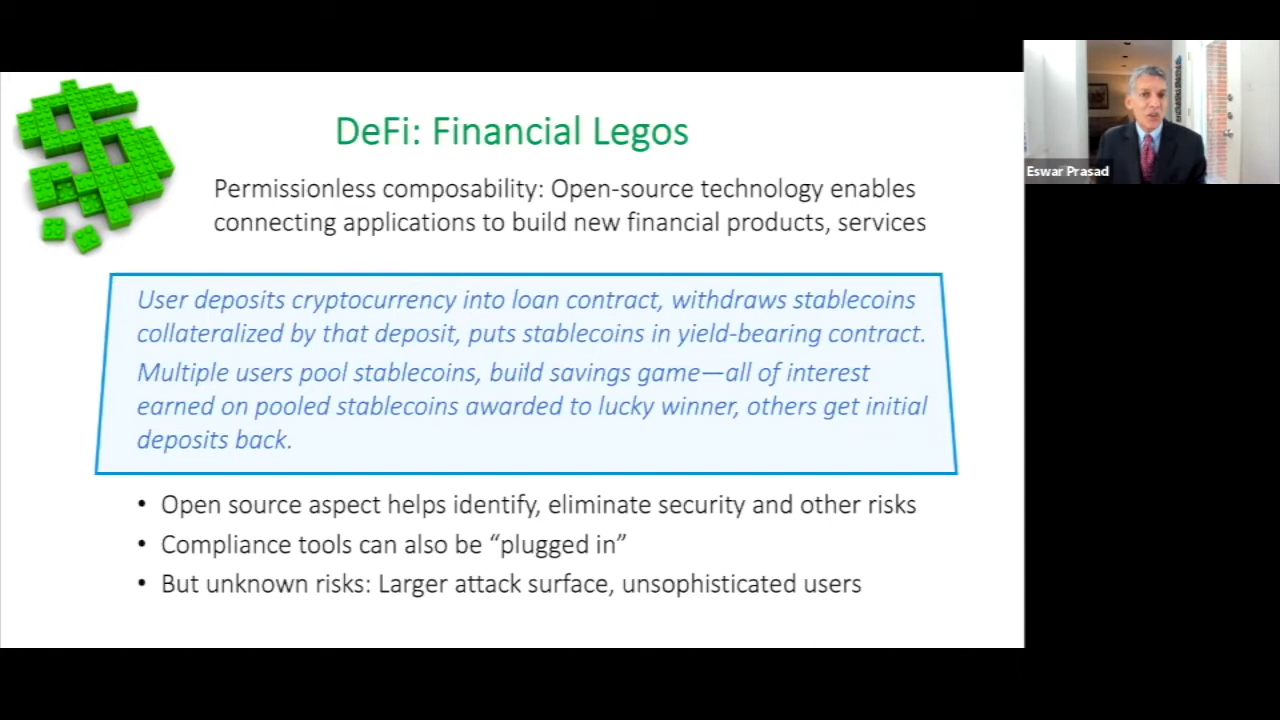 DeFi: Financial Legos
Permissionless composability: Open-source technology enables
connecting applications to build new financial products, services
User deposits cryptocurrency into loan contract, withdraws stablecoins
collateralized by that deposit, puts stablecoins in yield-bearing contract.
Multiple users pool stablecoins, build savings game—all of interest
earned on pooled stablecoins awarded to lucky winner, others get initial
deposits back.
• Open source aspect helps identify, eliminate security and other risks
• Compliance tools can also be “plugged in”
• But unknown risks: Larger attack surface, unsophisticated users
Eswar Prasad